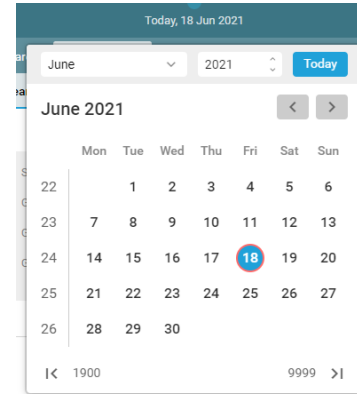 Today, 18 Jun 2021
June 2021 Today
June 2021
Mon Tue Wed Thu Fri Sat Sun
22 1 2 3 4 5 6
23 7 8 9 10 11 12 13
24 14 15 16 17 18 19 20
25 21 22 23 24 25 26 27
26 28 29 30
1900 9999